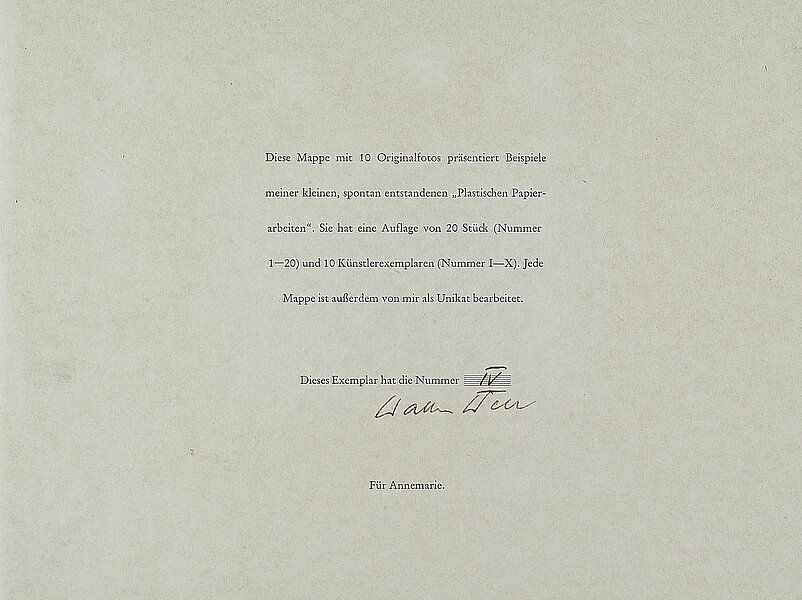 Diese Mappe mit 10 Originalfotos präsentiert Beispiele
meiner kleinen, spontan entstandenen „Plastischen Papier-
arbeiten“. Sie hat eine Auflage von 20 Stück (Nummer
1—20) und 10 Künstlerexemplaren (Nummer I—X). Jede
Mappe ist außerdem von mir als Unikat bearbeitet.
Dieses Exemplar hat die Nummer IV
Für Annemarie.